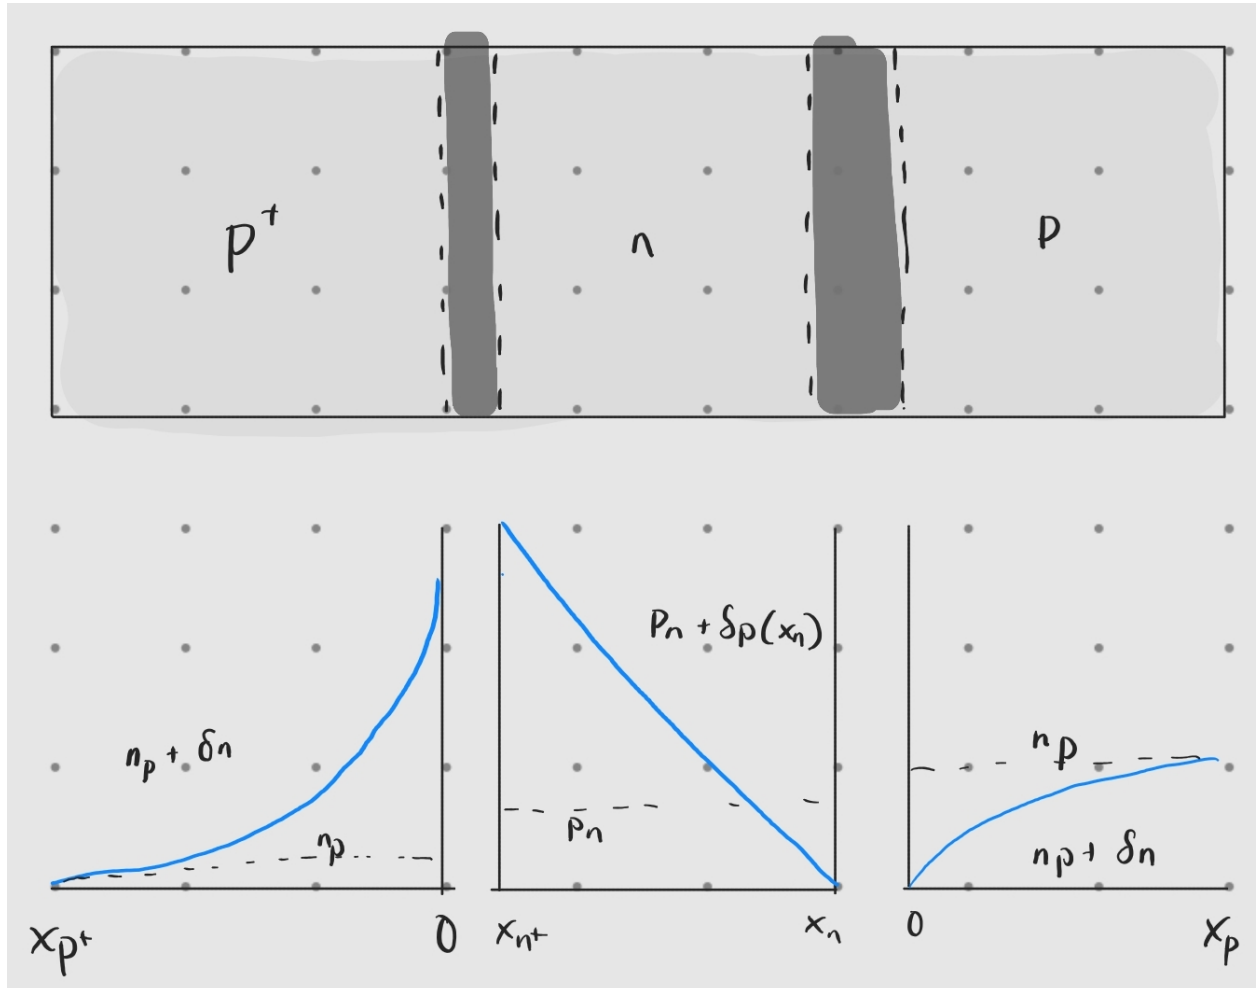 p⁺ n p
Pn + δp(xn)
np + δn
np
np
Pn
np + δn
xp⁺ 0 xn⁺ xn 0 xp